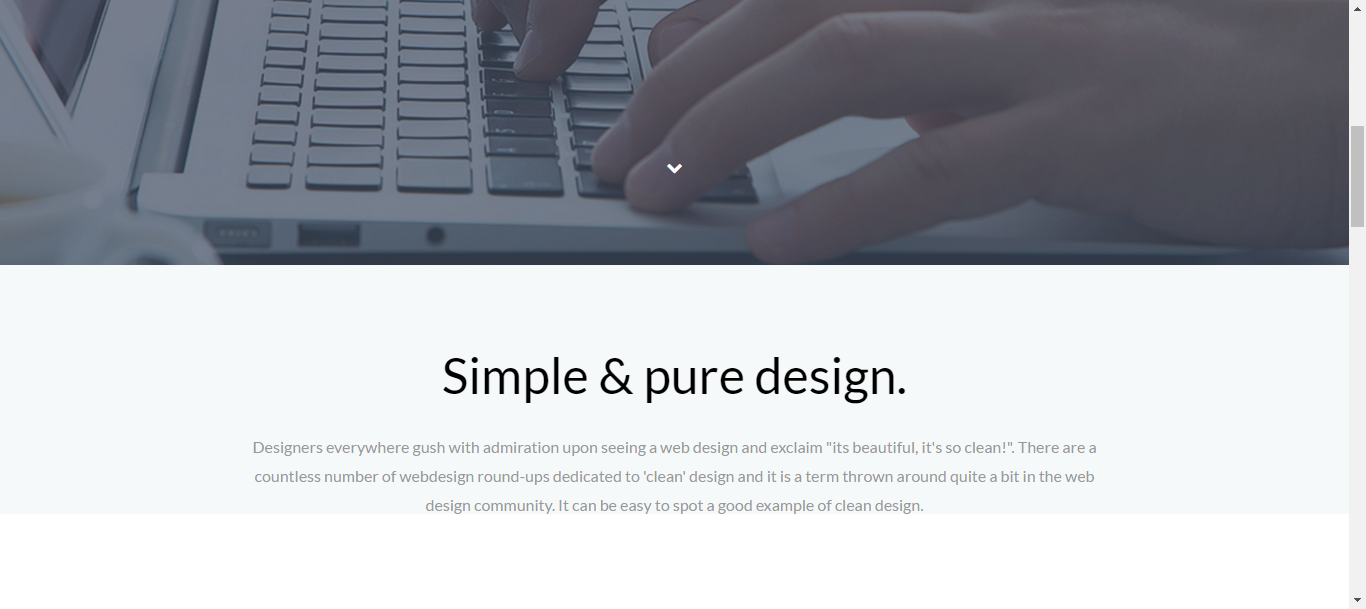 Simple & pure design.
Designers everywhere gush with admiration upon seeing a web design and exclaim "its beautiful, it's so clean!". There are a
countless number of webdesign round-ups dedicated to 'clean' design and it is a term thrown around quite a bit in the web
design community. It can be easy to spot a good example of clean design.